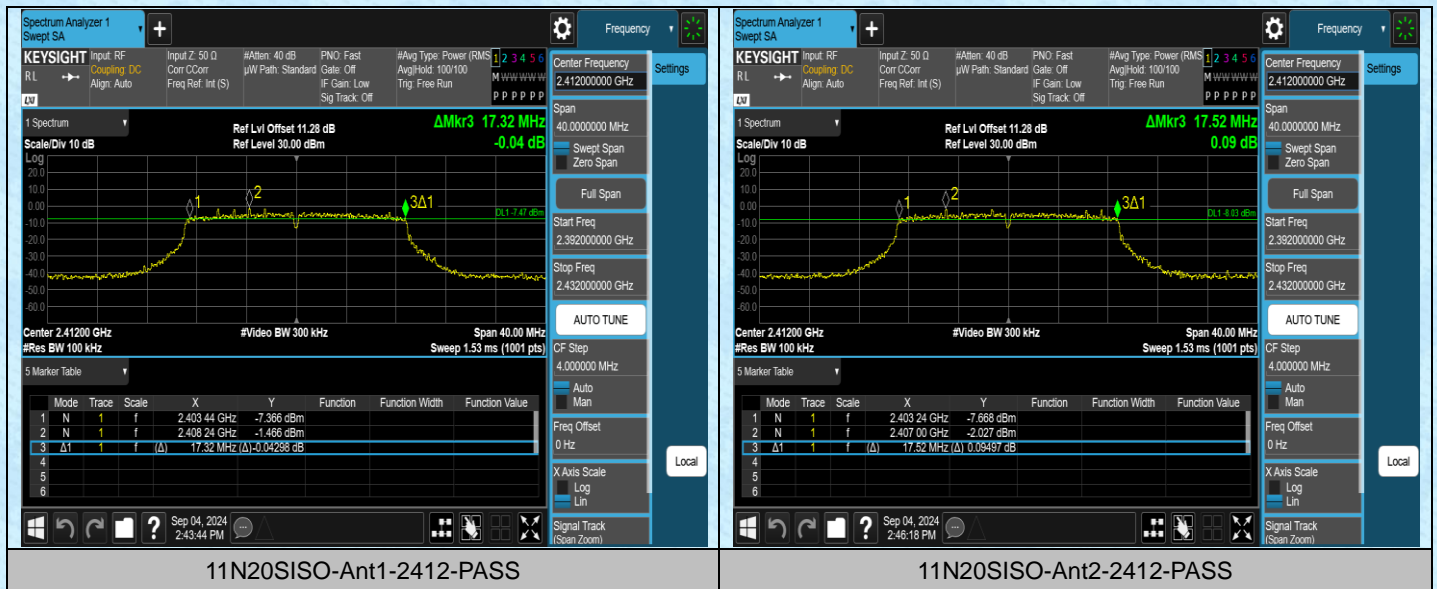 Spectrum Analyzer 1
Swept SA
+
Frequency
KEYSIGHT
RL
LXI
Input: RF
Coupling: DC
Align: Auto
Input Z: 50 Ω
Corr CCorr
Freq Ref: Int (S)
#Atten: 40 dB
µW Path: Standard
PNO: Fast
Gate: Off
IF Gain: Low
Sig Track: Off
#Avg Type: Power (RMS
Avg|Hold: 100/100
Trig: Free Run
1 2 3 4 5 6
M W W W W W
P P P P P P
Center Frequency
2.412000000 GHz
Settings
1 Spectrum
Scale/Div 10 dB
Ref Lvl Offset 11.28 dB
Ref Level 30.00 dBm
ΔMkr3 17.32 MHz
-0.04 dB
Log
20.0
10.0
0.00
-10.0
-20.0
-30.0
-40.0
-50.0
-60.0
1
2
3Δ1
DL1 -7.47 dBm
Center 2.41200 GHz
#Res BW 100 kHz
#Video BW 300 kHz
Span 40.00 MHz
Sweep 1.53 ms (1001 pts)
Span
40.0000000 MHz
Swept Span
Zero Span
Full Span
Start Freq
2.392000000 GHz
Stop Freq
2.432000000 GHz
AUTO TUNE
CF Step
4.000000 MHz
Auto
Man
Freq Offset
0 Hz
X Axis Scale
Log
Lin
Signal Track
(Span Zoom)
Local
5 Marker Table
Mode Trace Scale X Y Function Function Width Function Value
1 N 1 f 2.403 44 GHz -7.366 dBm
2 N 1 f 2.408 24 GHz -1.466 dBm
3 Δ1 1 f (Δ) 17.32 MHz (Δ) -0.04298 dB
4
5
6
?
Sep 04, 2024
2:43:44 PM
11N20SISO-Ant1-2412-PASS
Spectrum Analyzer 1
Swept SA
+
Frequency
KEYSIGHT
RL
LXI
Input: RF
Coupling: DC
Align: Auto
Input Z: 50 Ω
Corr CCorr
Freq Ref: Int (S)
#Atten: 40 dB
µW Path: Standard
PNO: Fast
Gate: Off
IF Gain: Low
Sig Track: Off
#Avg Type: Power (RMS
Avg|Hold: 100/100
Trig: Free Run
1 2 3 4 5 6
M W W W W W
P P P P P P
Center Frequency
2.412000000 GHz
Settings
1 Spectrum
Scale/Div 10 dB
Ref Lvl Offset 11.28 dB
Ref Level 30.00 dBm
ΔMkr3 17.52 MHz
0.09 dB
Log
20.0
10.0
0.00
-10.0
-20.0
-30.0
-40.0
-50.0
-60.0
1
2
3Δ1
DL1 -8.03 dBm
Center 2.41200 GHz
#Res BW 100 kHz
#Video BW 300 kHz
Span 40.00 MHz
Sweep 1.53 ms (1001 pts)
Span
40.0000000 MHz
Swept Span
Zero Span
Full Span
Start Freq
2.392000000 GHz
Stop Freq
2.432000000 GHz
AUTO TUNE
CF Step
4.000000 MHz
Auto
Man
Freq Offset
0 Hz
X Axis Scale
Log
Lin
Signal Track
(Span Zoom)
Local
5 Marker Table
Mode Trace Scale X Y Function Function Width Function Value
1 N 1 f 2.403 24 GHz -7.668 dBm
2 N 1 f 2.407 00 GHz -2.027 dBm
3 Δ1 1 f (Δ) 17.52 MHz (Δ) 0.09497 dB
4
5
6
?
Sep 04, 2024
2:46:18 PM
11N20SISO-Ant2-2412-PASS